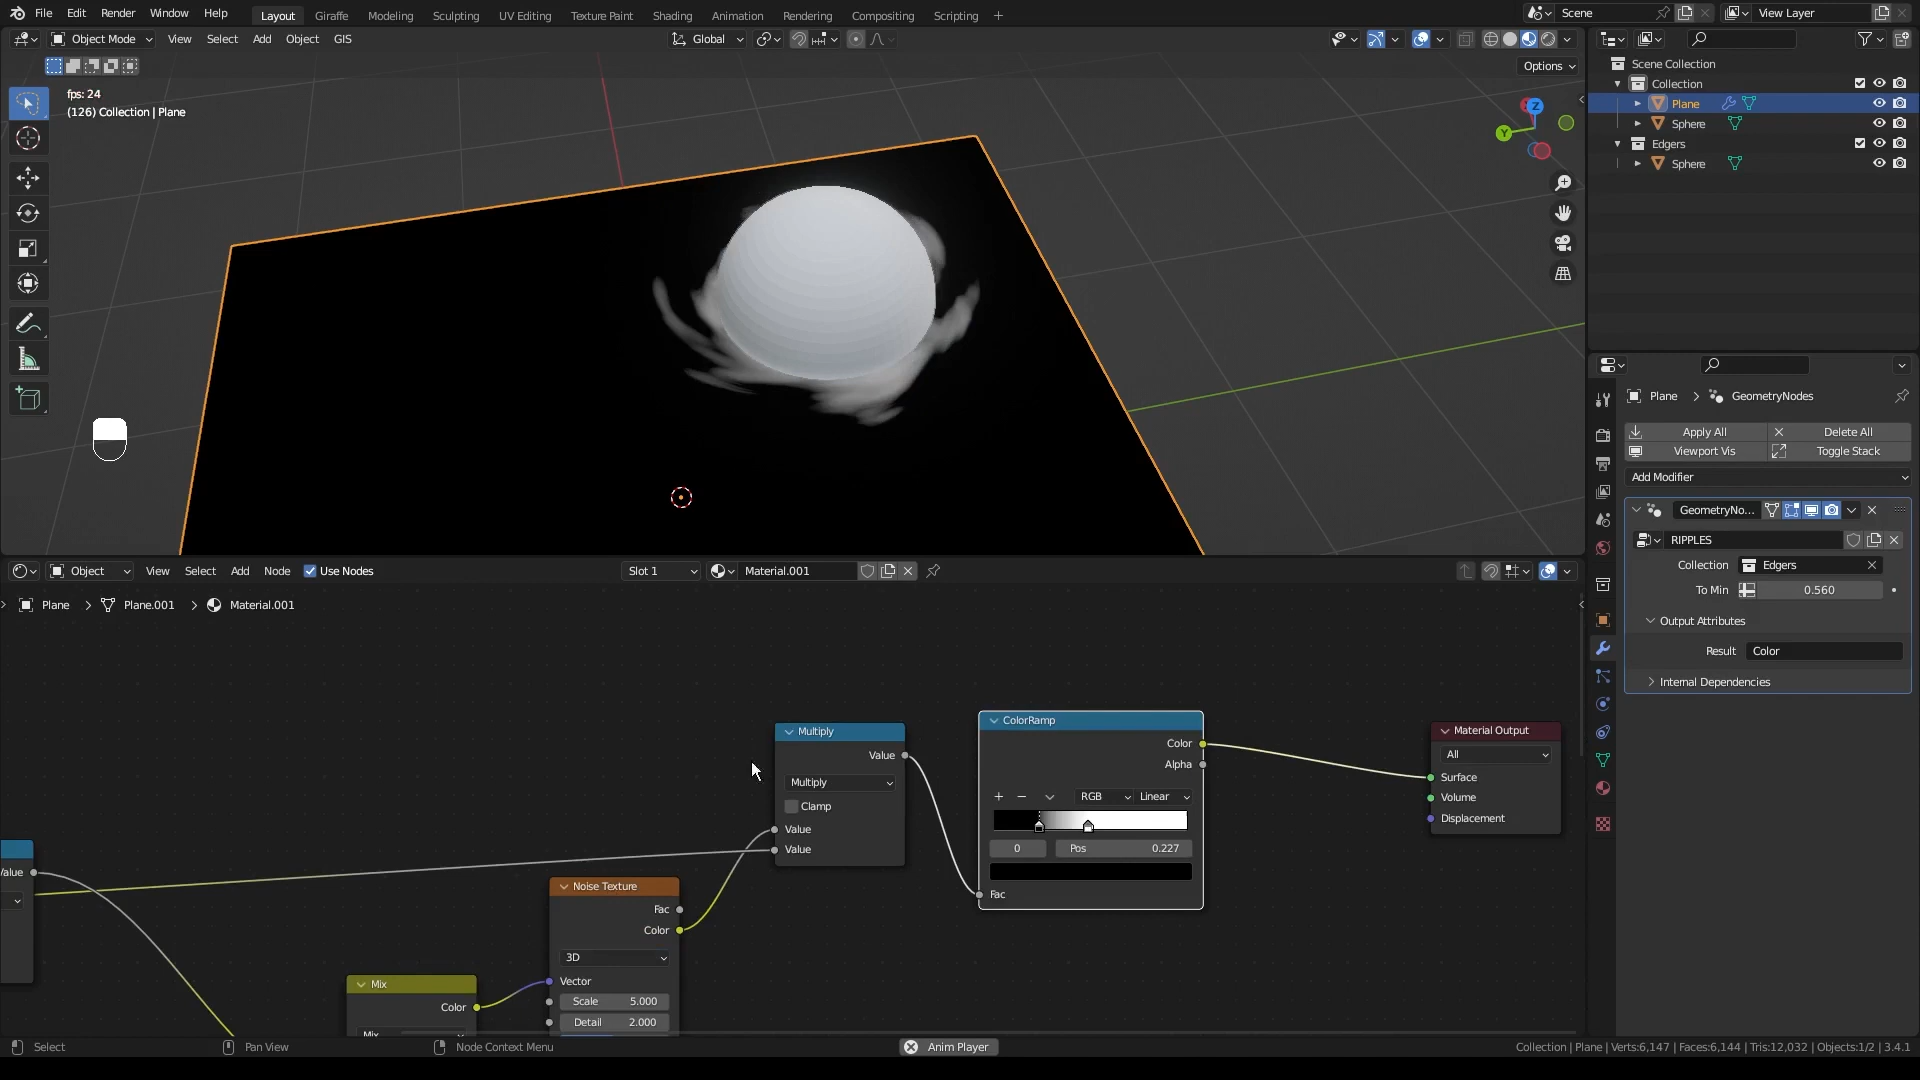 File Edit Render Window Help Layout Giraffe Modeling Sculpting UV Editing Texture Paint Shading Animation Rendering Compositing Scripting + Scene View Layer
Object Mode View Select Add Object GIS Global
Options
fps: 24
(126) Collection | Plane
Z
Y
Scene Collection
Collection
Plane
Sphere
Edgers
Sphere
Plane > GeometryNodes
Apply All Delete All
Viewport Vis Toggle Stack
Add Modifier
GeometryNo...
RIPPLES
Collection Edgers
To Min 0.560
Output Attributes
Result Color
Internal Dependencies
Object View Select Add Node Use Nodes Slot 1 Material.001
Plane > Plane.001 > Material.001
Multiply
Value
Multiply
Clamp
Value
Value
ColorRamp
Color
Alpha
+ − RGB Linear
0 Pos 0.227
Fac
Material Output
All
Surface
Volume
Displacement
alue
Noise Texture
Fac
Color
3D
Vector
Scale 5.000
Detail 2.000
Mix
Color
Mix
Select Pan View Node Context Menu Anim Player Collection | Plane | Verts:6,147 | Faces:6,144 | Tris:12,032 | Objects:1/2 | 3.4.1